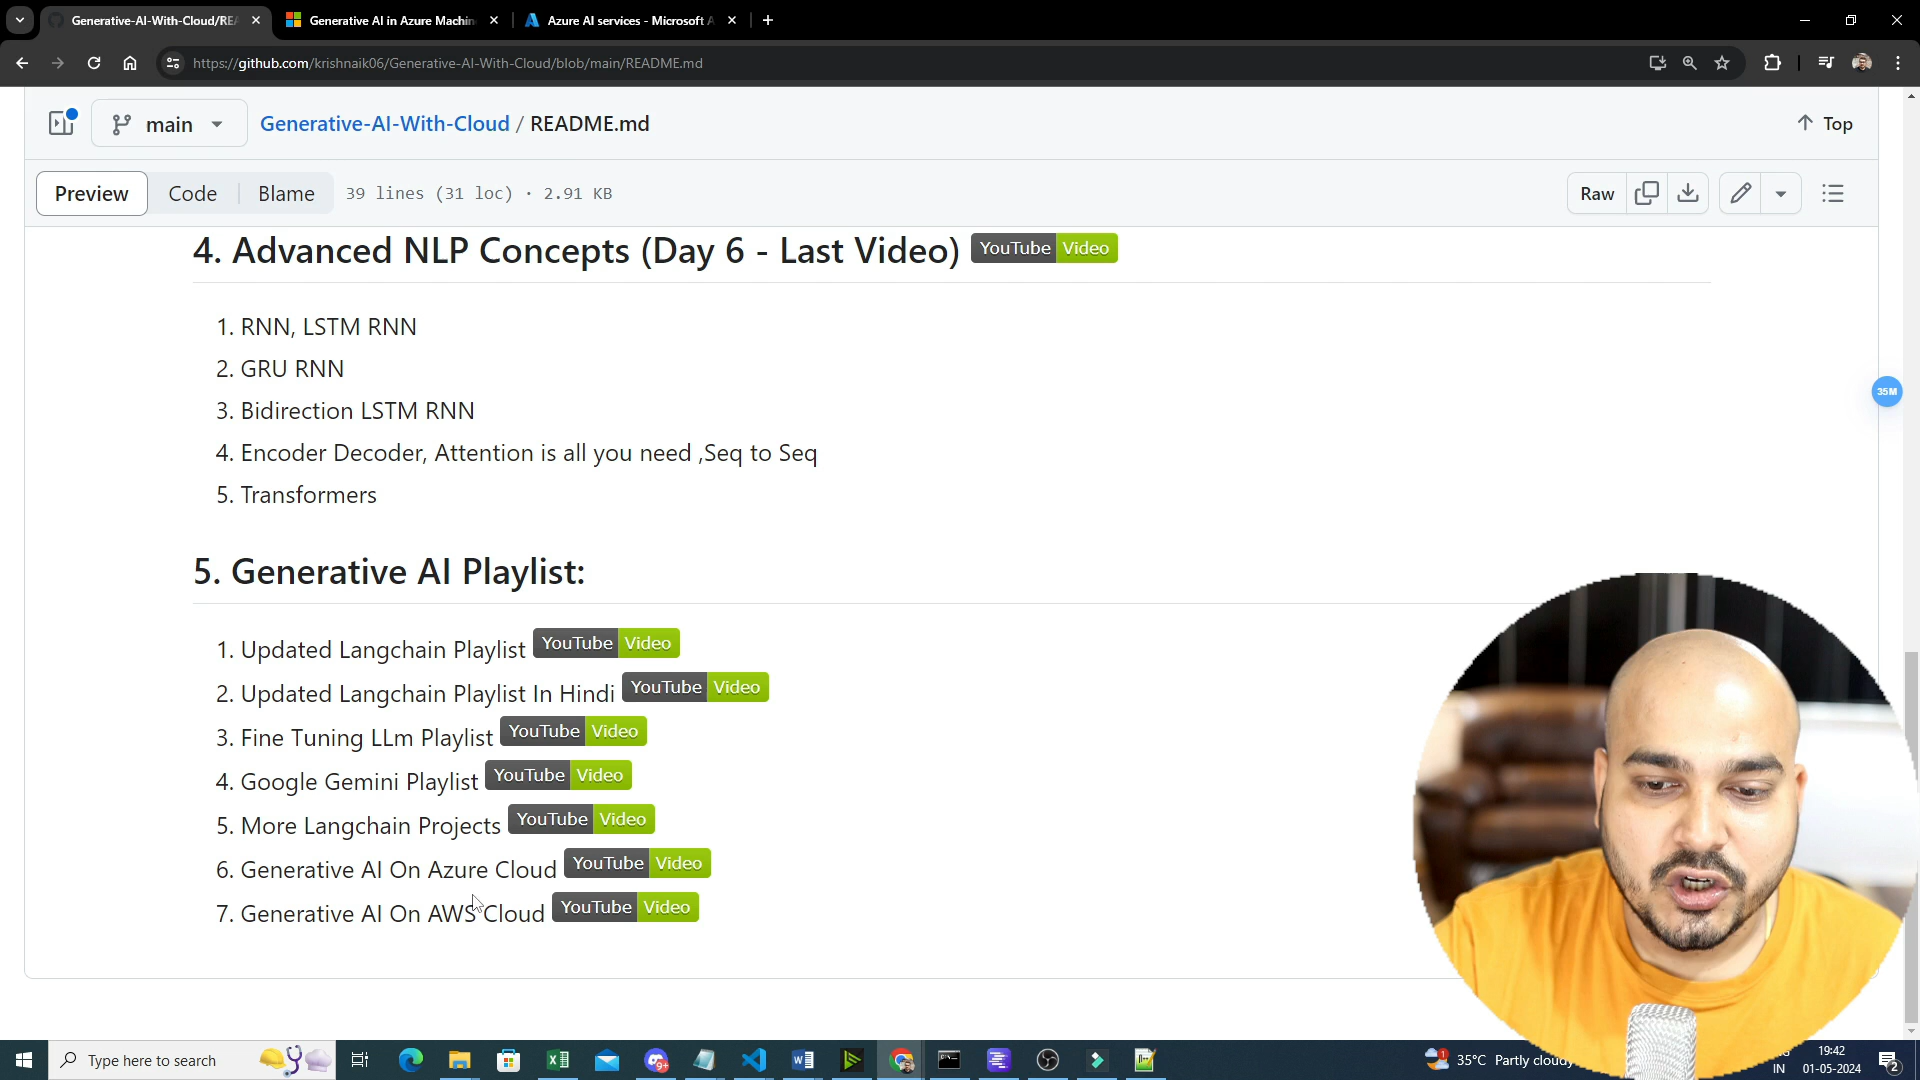 Generative-AI-With-Cloud/REA
Generative AI in Azure Machin
Azure AI services - Microsoft A
https://github.com/krishnaik06/Generative-AI-With-Cloud/blob/main/README.md
main
Generative-AI-With-Cloud / README.md
Top
Preview
Code
Blame
39 lines (31 loc) · 2.91 KB
Raw
4. Advanced NLP Concepts (Day 6 - Last Video) YouTube Video
1. RNN, LSTM RNN
2. GRU RNN
3. Bidirection LSTM RNN
4. Encoder Decoder, Attention is all you need ,Seq to Seq
5. Transformers
35M
5. Generative AI Playlist:
1. Updated Langchain Playlist YouTube Video
2. Updated Langchain Playlist In Hindi YouTube Video
3. Fine Tuning LLm Playlist YouTube Video
4. Google Gemini Playlist YouTube Video
5. More Langchain Projects YouTube Video
6. Generative AI On Azure Cloud YouTube Video
7. Generative AI On AWS Cloud YouTube Video
Type here to search
9+
1
35°C Partly cloudy
IN
19:42
01-05-2024
2